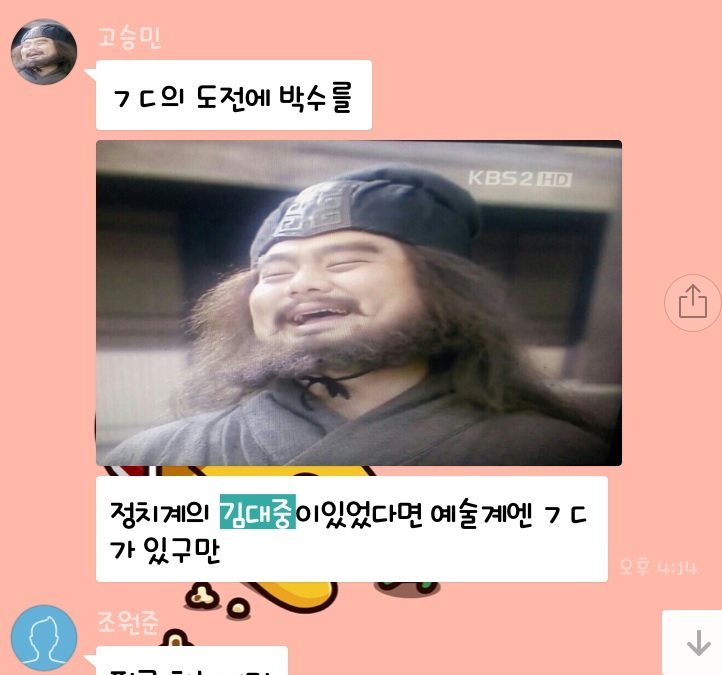 고승민
ㄱㄷ의 도전에 박수를
KBS2 HD
정치계의 김대중이있었다면 예술계엔 ㄱㄷ
가 있구만
오후 4:14
조원준